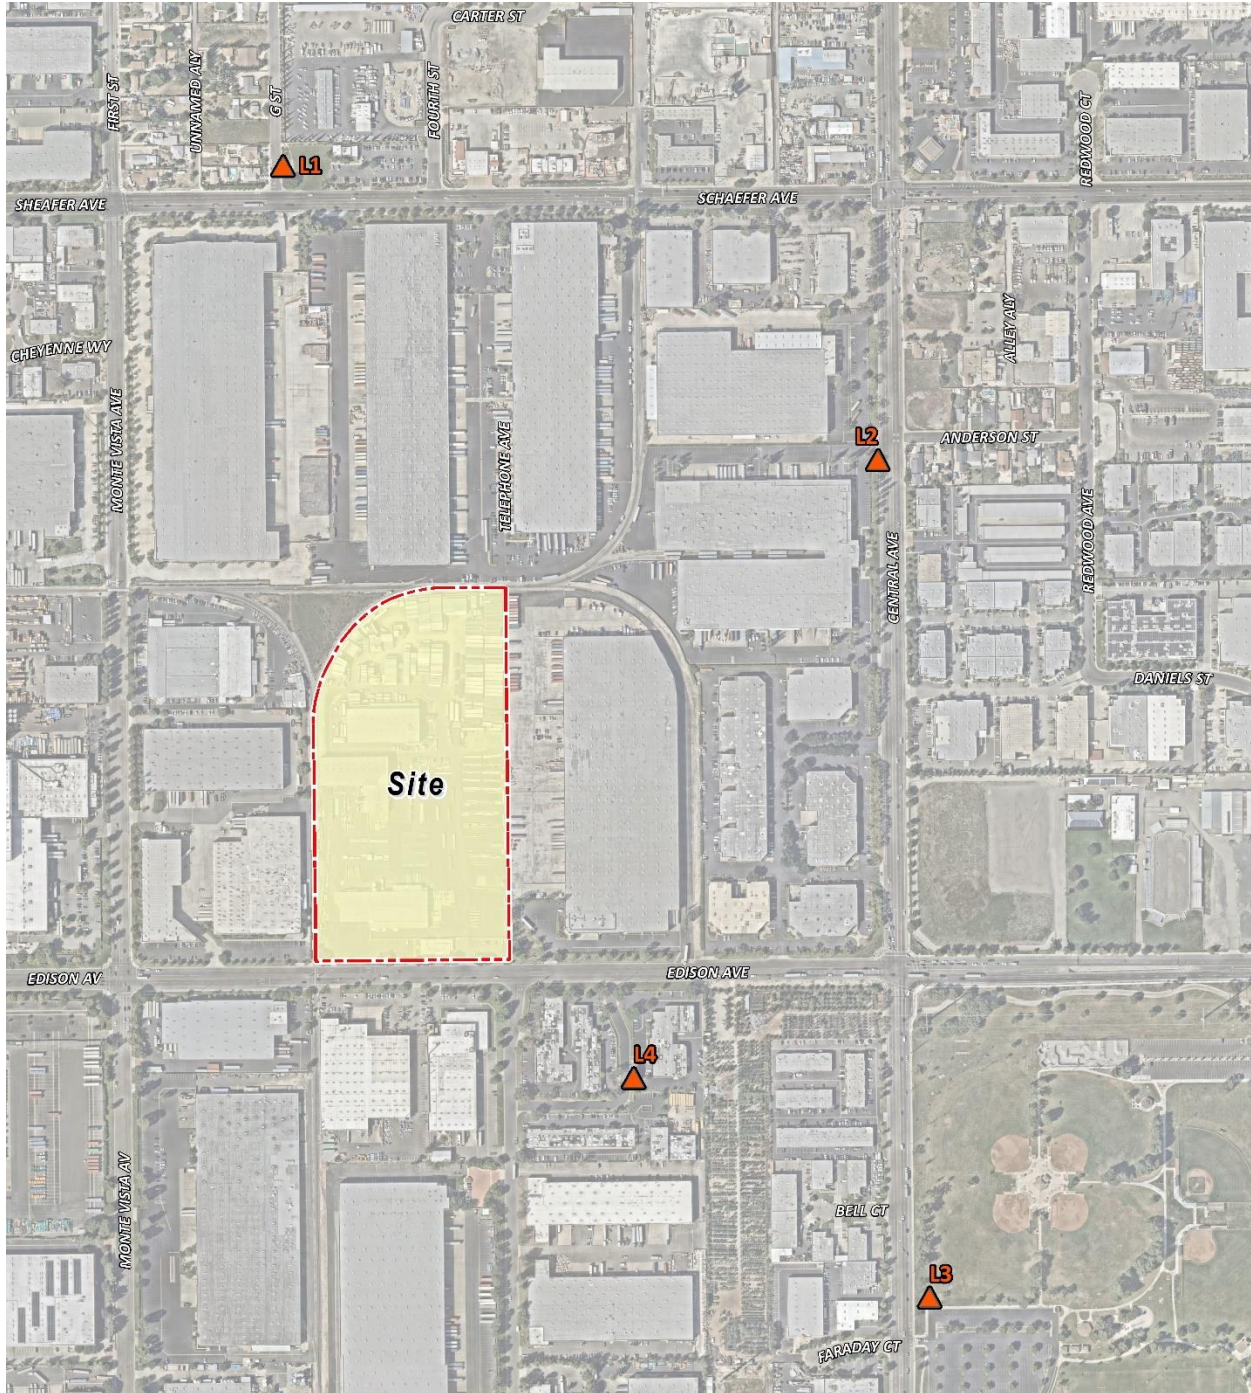 CARTER ST
FIRST ST
UNNAMED ALY
G ST
FOURTH ST
REDWOOD CT
L1
SHEAFER AVE
SCHAEFER AVE
CHEYENNE WY
ALLEY ALY
MONTE VISTA AVE
TELEPHONE AVE
L2
ANDERSON ST
CENTRAL AVE
REDWOOD AVE
DANIELS ST
Site
EDISON AV
EDISON AVE
L4
MONTE VISTA AV
BELL CT
L3
FARADAY CT